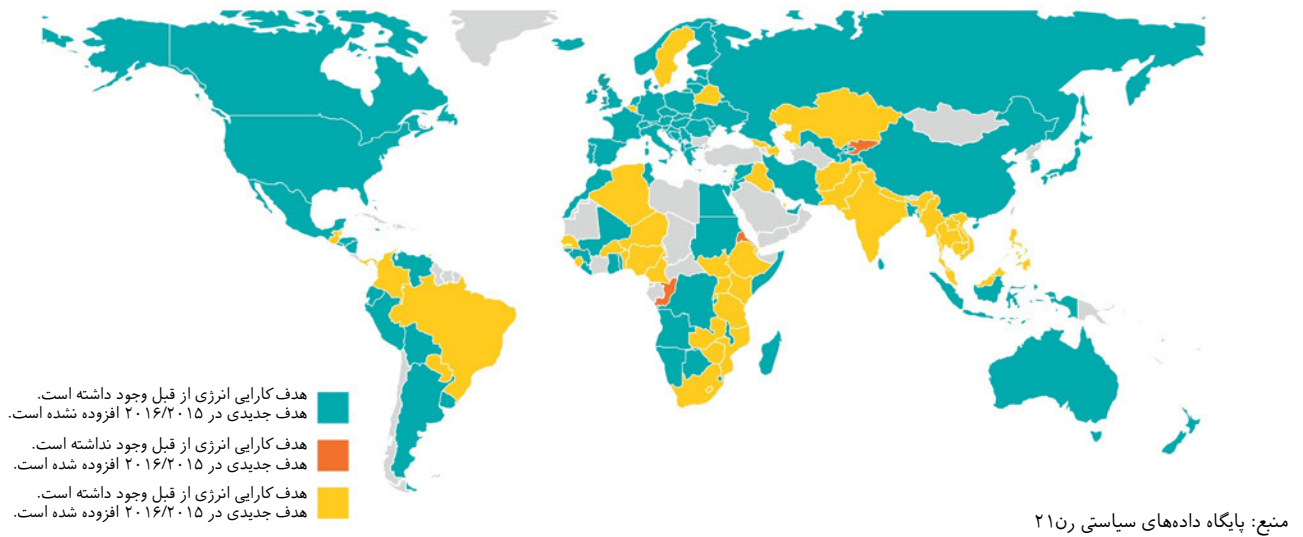 هدف کارایی انرژی از قبل وجود داشته است.
هدف جدیدی در ۲۰۱۶/۲۰۱۵ افزوده نشده است.
هدف کارایی انرژی از قبل وجود نداشته است.
هدف جدیدی در ۲۰۱۶/۲۰۱۵ افزوده شده است.
هدف کارایی انرژی از قبل وجود داشته است.
هدف جدیدی در ۲۰۱۶/۲۰۱۵ افزوده شده است.
منبع: پایگاه داده‌های سیاستی رن۲۱